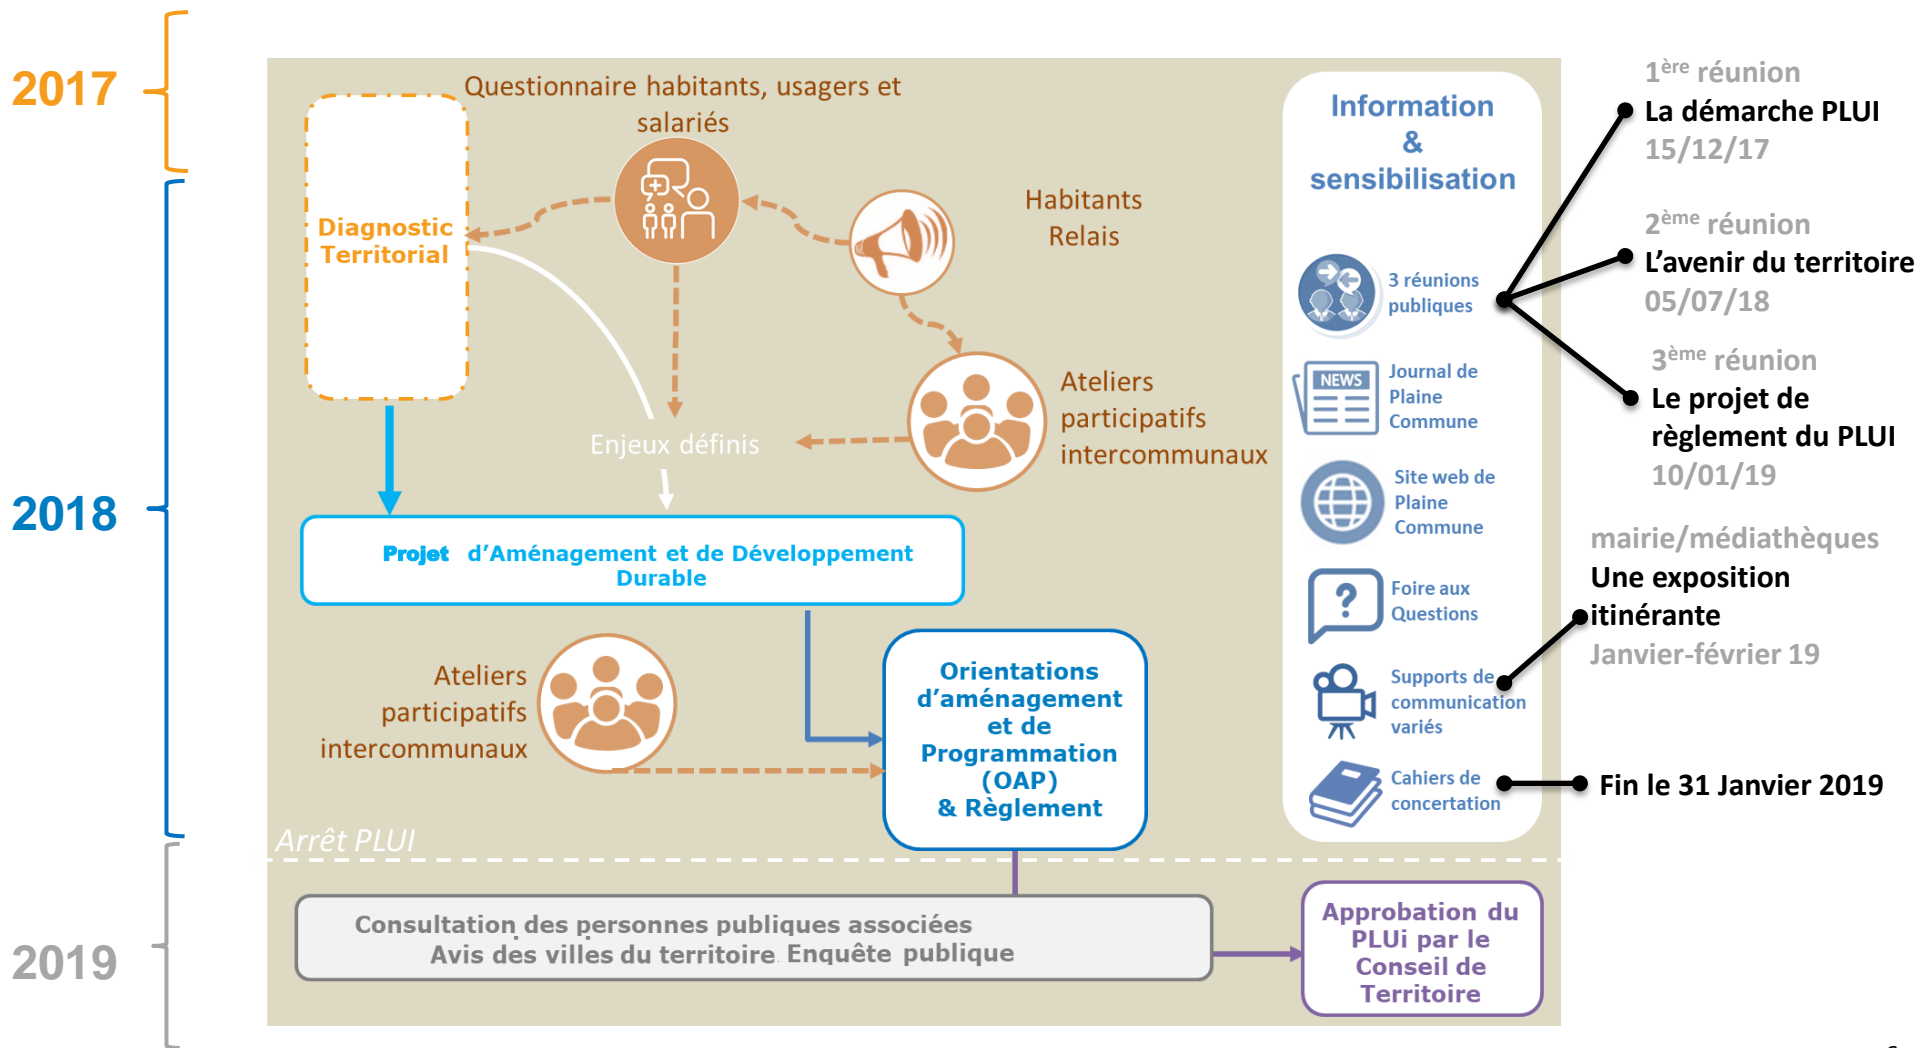 2017
2018
2019
Questionnaire habitants, usagers et
salariés
Diagnostic
Territorial
Habitants
Relais
Ateliers
participatifs
intercommunaux
Enjeux définis
Projet d’Aménagement et de Développement
Durable
Ateliers
participatifs
intercommunaux
Orientations
d’aménagement
et de
Programmation
(OAP)
& Règlement
Arrêt PLUI
Consultation des personnes publiques associées
Avis des villes du territoire Enquête publique
Approbation du
PLUi par le
Conseil de
Territoire
Information
&
sensibilisation
3 réunions
publiques
NEWS
Journal de
Plaine
Commune
Site web de
Plaine
Commune
?
Foire aux
Questions
Supports de
communication
variés
Cahiers de
concertation
1ère réunion
La démarche PLUI
15/12/17
2ème réunion
L’avenir du territoire
05/07/18
3ème réunion
Le projet de
règlement du PLUI
10/01/19
mairie/médiathèques
Une exposition
itinérante
Janvier-février 19
Fin le 31 Janvier 2019